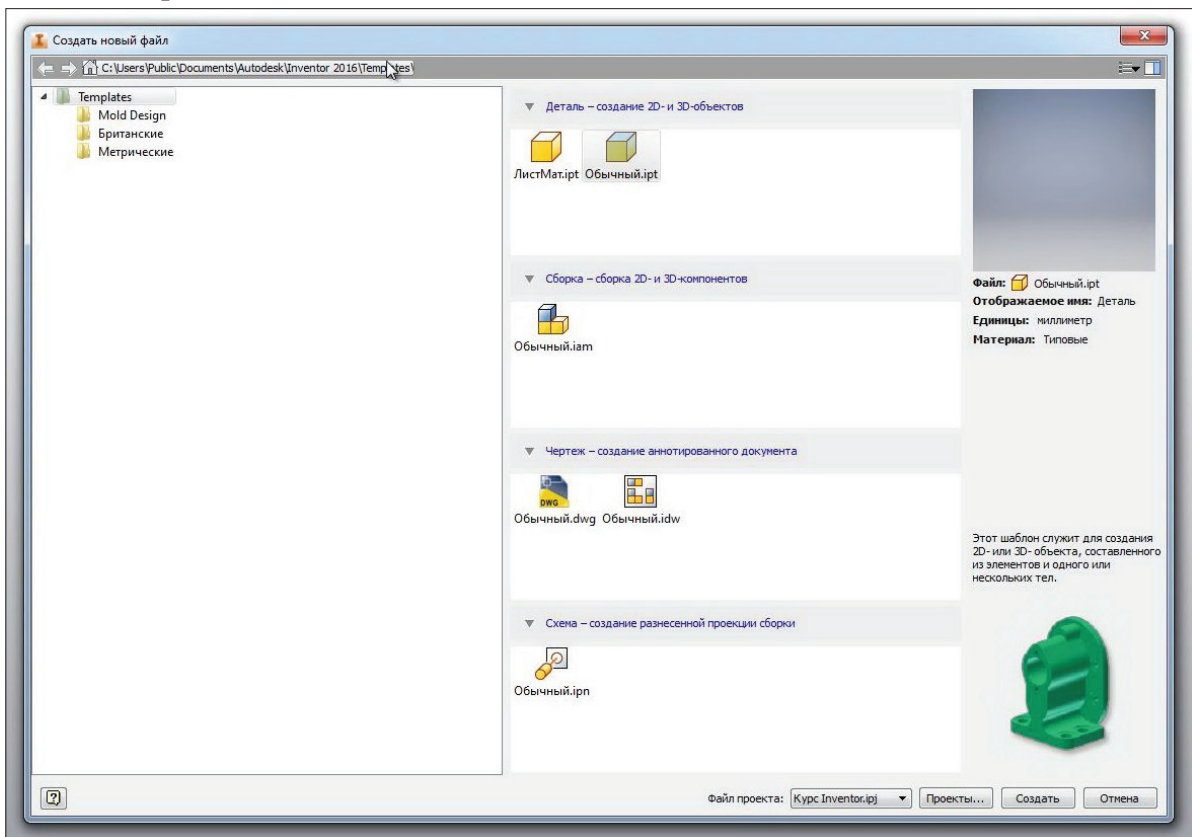 Создать новый файл
C:\Users\Public\Documents\Autodesk\Inventor 2016\Templates\
Templates
Mold Design
Британские
Метрические
Деталь – создание 2D- и 3D-объектов
ЛистМат.ipt Обычный.ipt
Сборка – сборка 2D- и 3D-компонентов
Обычный.iam
Чертеж – создание аннотированного документа
DWG
Обычный.dwg Обычный.idw
Схема – создание разнесенной проекции сборки
Обычный.ipn
Файл: Обычный.ipt
Отображаемое имя: Деталь
Единицы: миллиметр
Материал: Типовые
Этот шаблон служит для создания
2D- или 3D- объекта, составленного
из элементов и одного или
нескольких тел.
Файл проекта: Курс Inventor.ipj Проекты... Создать Отмена